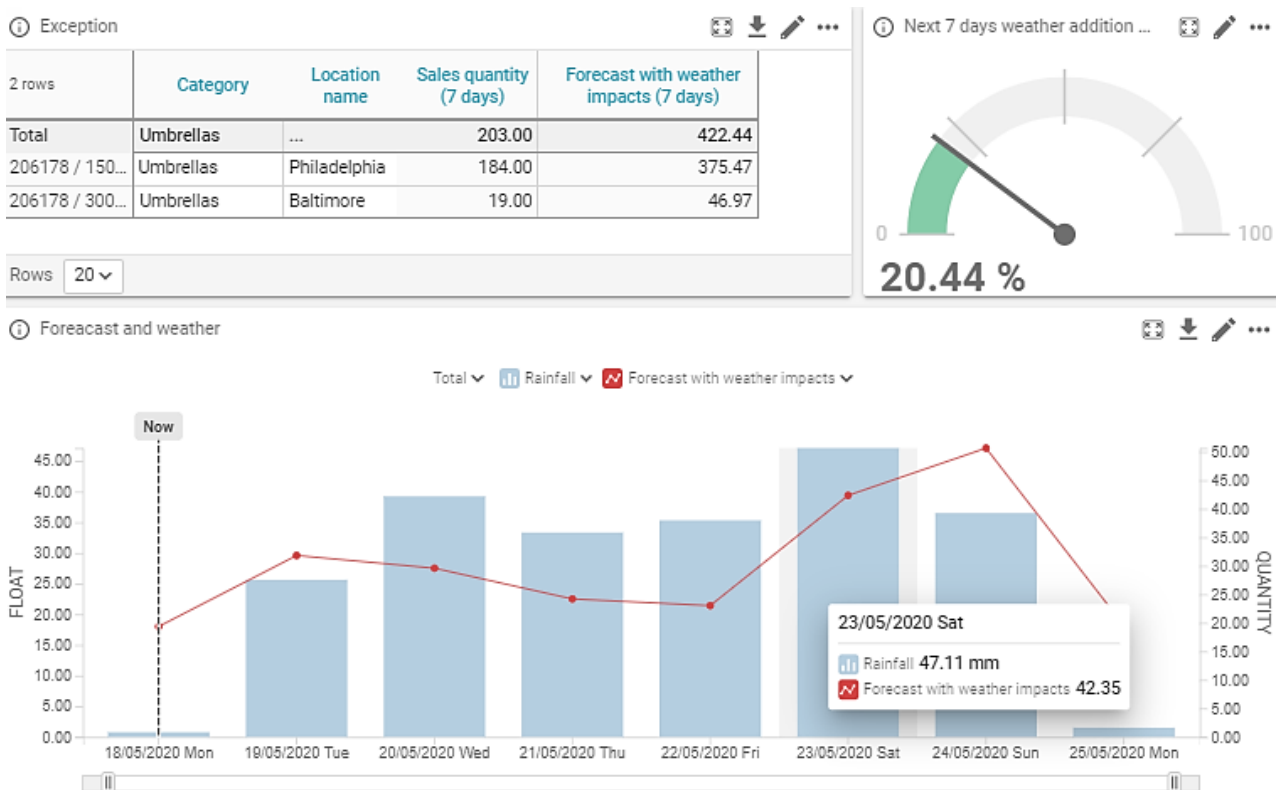 Exception
2 rows Category Location name Sales quantity (7 days) Forecast with weather impacts (7 days)
Total Umbrellas ... 203.00 422.44
206178 / 150... Umbrellas Philadelphia 184.00 375.47
206178 / 300... Umbrellas Baltimore 19.00 46.97
Rows 20
Next 7 days weather addition ...
0 100
20.44 %
Foreacast and weather
Total Rainfall Forecast with weather impacts
Now
FLOAT
45.00
40.00
35.00
30.00
25.00
20.00
15.00
10.00
5.00
0.00
50.00
45.00
40.00
35.00
30.00
25.00
20.00
15.00
10.00
5.00
0.00
QUANTITY
23/05/2020 Sat
Rainfall 47.11 mm
Forecast with weather impacts 42.35
18/05/2020 Mon 19/05/2020 Tue 20/05/2020 Wed 21/05/2020 Thu 22/05/2020 Fri 23/05/2020 Sat 24/05/2020 Sun 25/05/2020 Mon